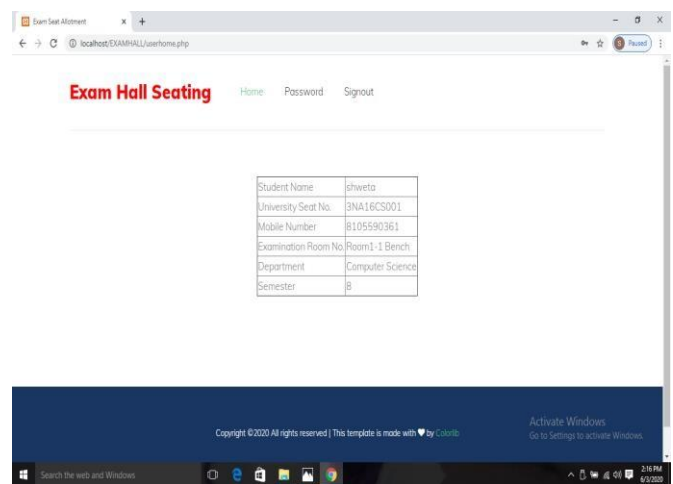 Exam Seat Allotment
localhost/EXAMHALL/userhome.php
Paused
Exam Hall Seating Home Password Signout
Student Name shweta
University Seat No. 3NA16CS001
Mobile Number 8105590361
Examination Room No. Room1-1 Bench
Department Computer Science
Semester 8
Copyright ©2020 All rights reserved | This template is made with ♥ by Colorlib
Activate Windows
Go to Settings to activate Windows.
Search the web and Windows
2:16 PM
6/3/2020